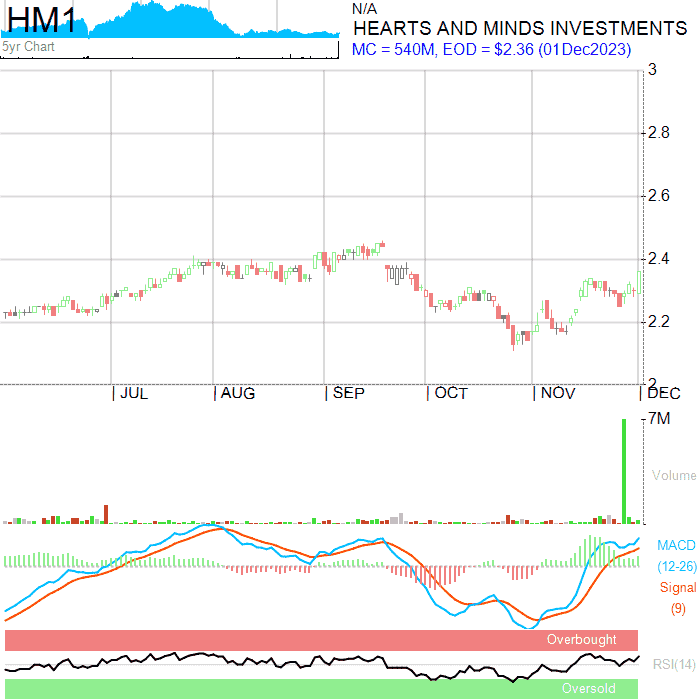 HM1
5yr Chart
N/A
HEARTS AND MINDS INVESTMENTS
MC = 540M, EOD = $2.36 (01Dec2023)
3
2.8
2.6
2.4
2.2
2
| JUL | AUG | SEP | OCT | NOV | DEC
7M
Volume
MACD
(12-26)
Signal
(9)
Overbought
RSI(14)
Oversold